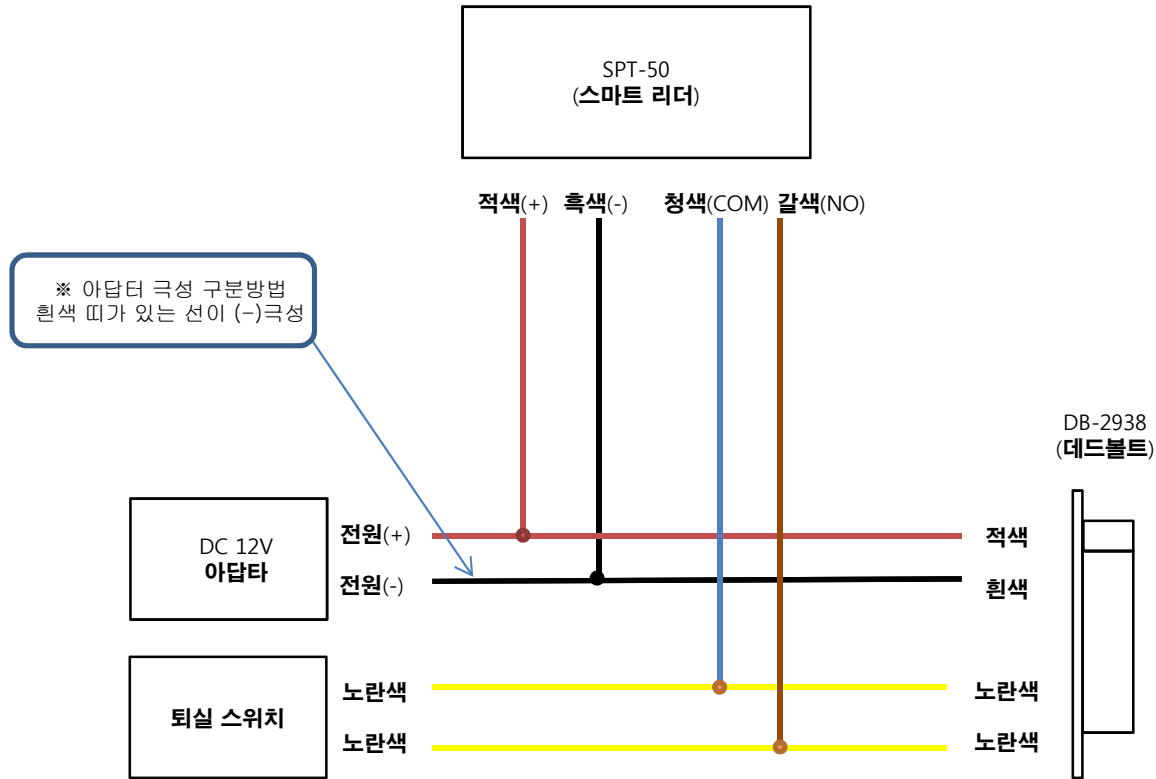 SPT-50
(스마트 리더)
적색(+) 흑색(-) 청색(COM) 갈색(NO)
※ 아답터 극성 구분방법
흰색 띠가 있는 선이 (-)극성
DB-2938
(데드볼트)
DC 12V
아답타
전원(+)
전원(-)
적색
흰색
퇴실 스위치
노란색
노란색
노란색
노란색